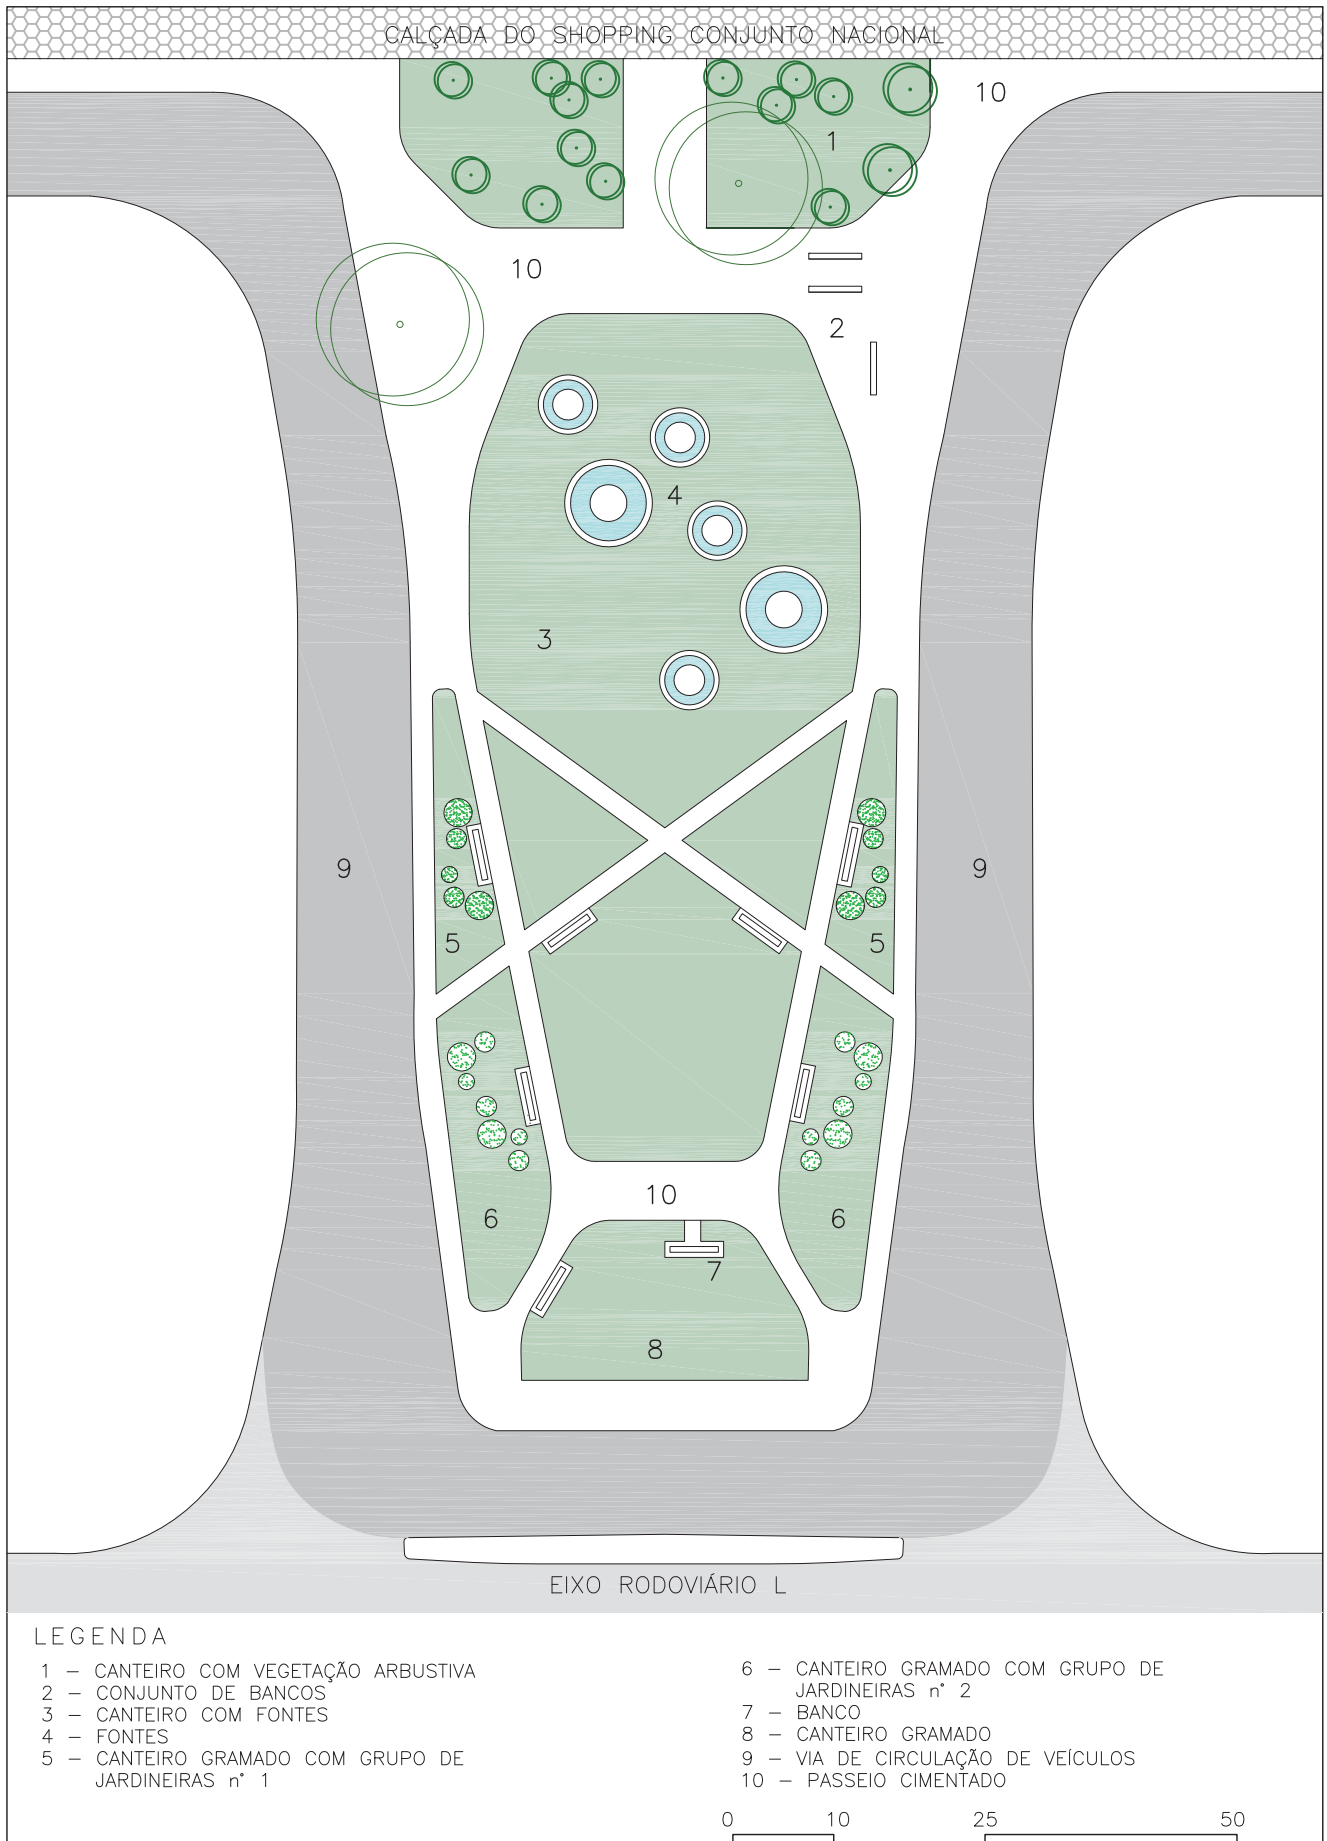 CALÇADA DO SHOPPING CONJUNTO NACIONAL
10
1
10
2
4
3
9
9
5
5
10
6
6
7
8
EIXO RODOVIÁRIO L
LEGENDA
1 – CANTEIRO COM VEGETAÇÃO ARBUSTIVA
2 – CONJUNTO DE BANCOS
3 – CANTEIRO COM FONTES
4 – FONTES
5 – CANTEIRO GRAMADO COM GRUPO DE
JARDINEIRAS n° 1
6 – CANTEIRO GRAMADO COM GRUPO DE
JARDINEIRAS n° 2
7 – BANCO
8 – CANTEIRO GRAMADO
9 – VIA DE CIRCULAÇÃO DE VEÍCULOS
10 – PASSEIO CIMENTADO
0 10 25 50